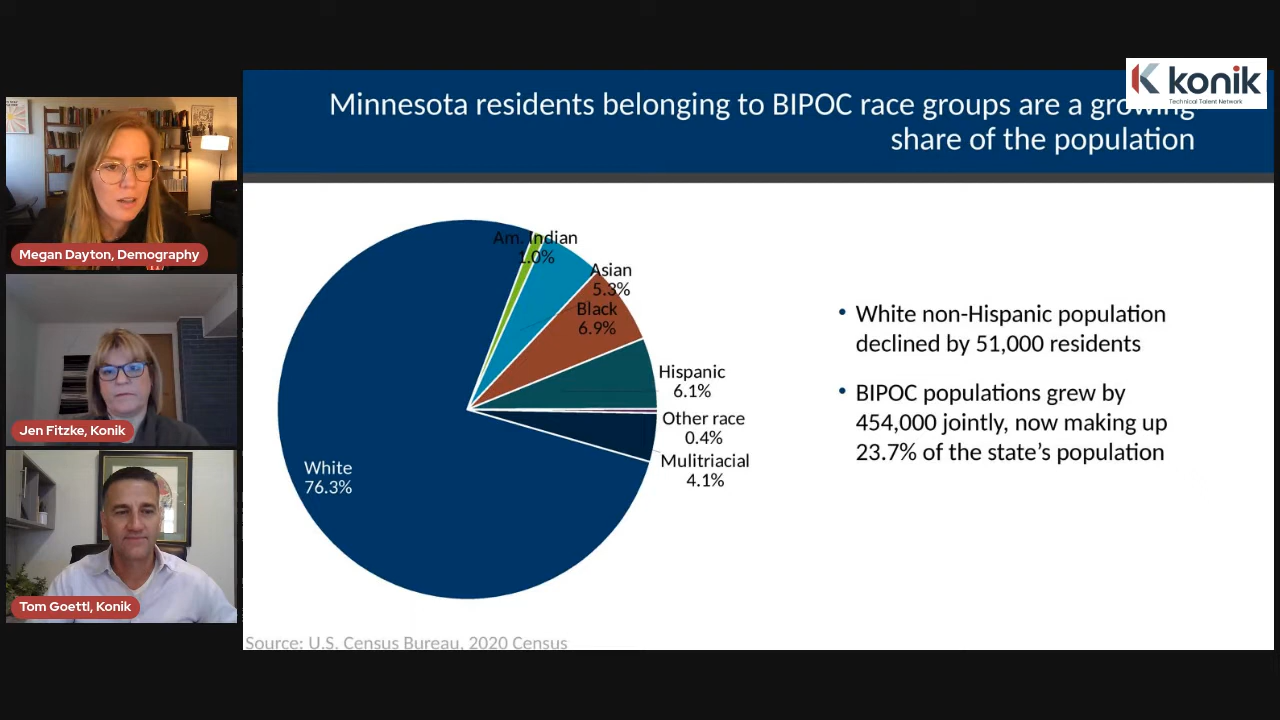 konik
Technical Talent Network
Minnesota residents belonging to BIPOC race groups are a growing
share of the population
Megan Dayton, Demography
Jen Fitzke, Konik
Tom Goettl, Konik
Am. Indian
1.0%
Asian
5.3%
Black
6.9%
Hispanic
6.1%
Other race
0.4%
Mulitriacial
4.1%
White
76.3%
• White non-Hispanic population
declined by 51,000 residents
• BIPOC populations grew by
454,000 jointly, now making up
23.7% of the state’s population
Source: U.S. Census Bureau, 2020 Census